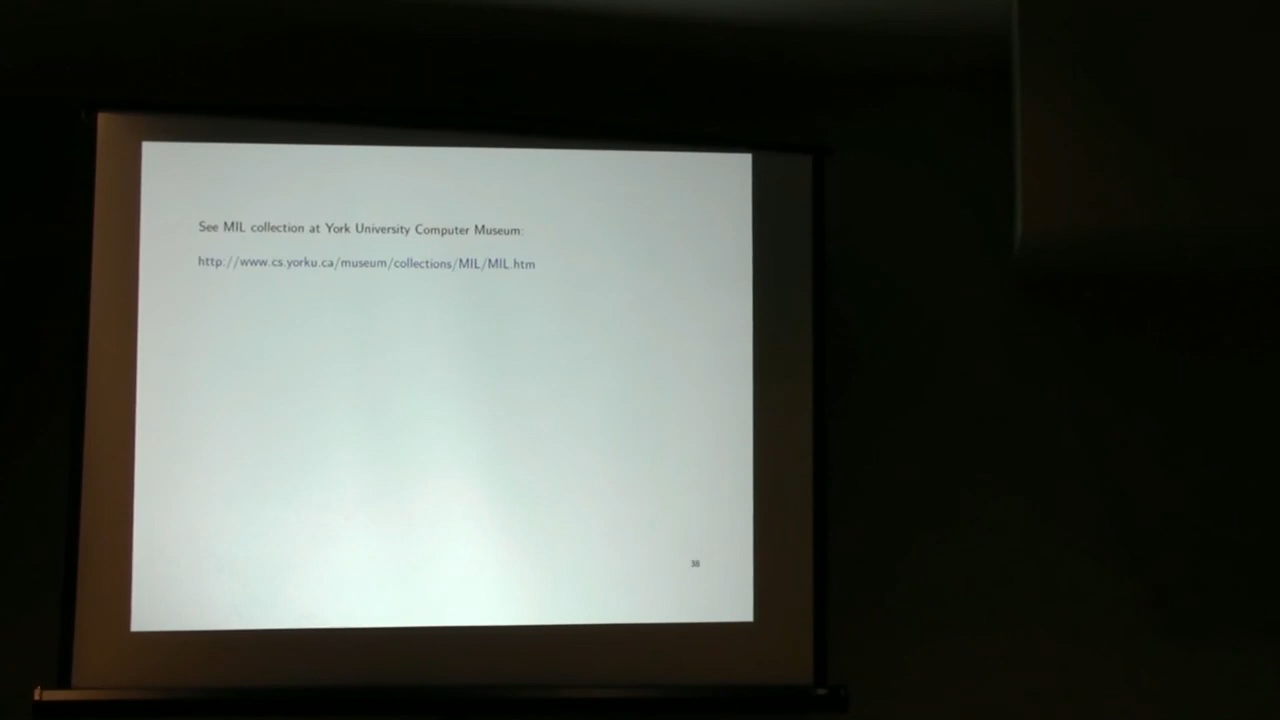 See MIL collection at York University Computer Museum:
http://www.cs.yorku.ca/museum/collections/MIL/MIL.htm
38